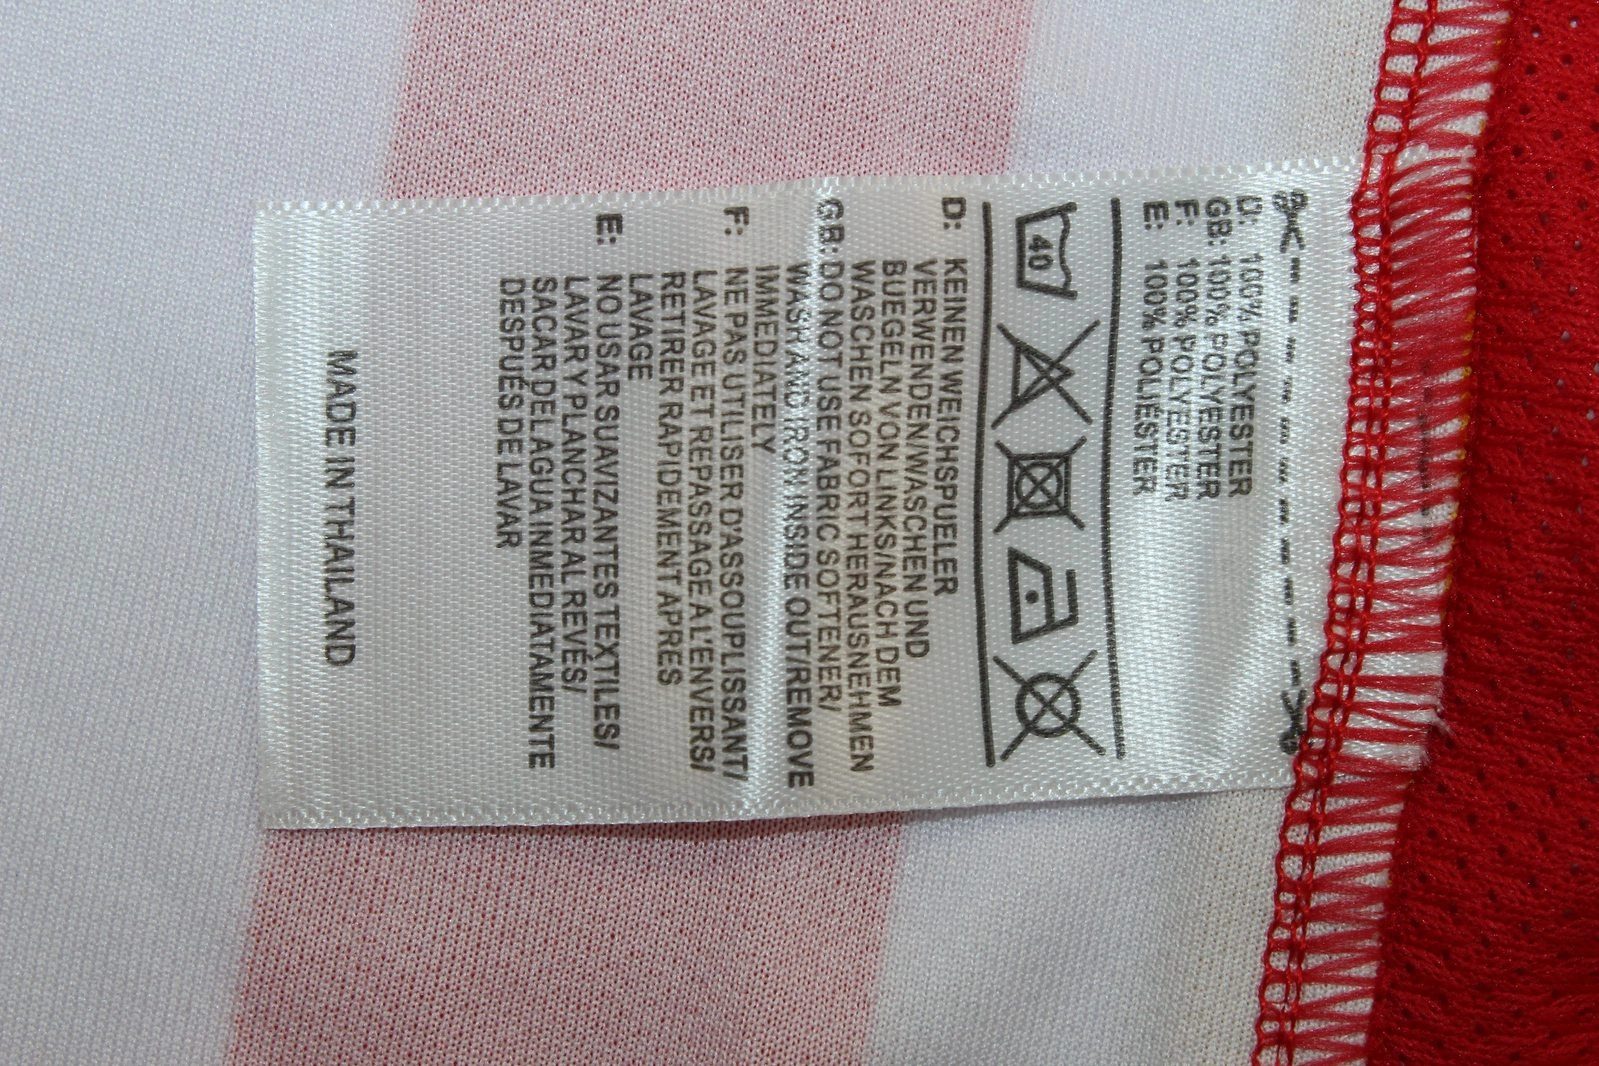 D: 100% POLYESTER
GB: 100% POLYESTER
F: 100% POLYESTER
E: 100% POLIÉSTER
40
D: KEINEN WEICHSPUELER
VERWENDEN/WASCHEN UND
BUEGELN VON LINKS/NACH DEM
WASCHEN SOFORT HERAUSNEHMEN
GB: DO NOT USE FABRIC SOFTENER/
WASH AND IRON INSIDE OUT/REMOVE
IMMEDIATELY
F: NE PAS UTILISER D'ASSOUPLISSANT/
LAVAGE ET REPASSAGE A L'ENVERS/
RETIRER RAPIDEMENT APRES
LAVAGE
E: NO USAR SUAVIZANTES TEXTILES/
LAVAR Y PLANCHAR AL REVÉS/
SACAR DEL AGUA INMEDIATAMENTE
DESPUÉS DE LAVAR
MADE IN THAILAND